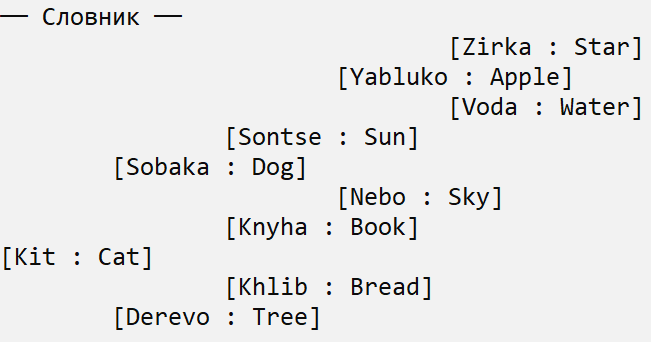 ── Словник ──
                                [Zirka : Star]
                        [Yabluko : Apple]
                                [Voda : Water]
                [Sontse : Sun]
        [Sobaka : Dog]
                        [Nebo : Sky]
                [Knyha : Book]
[Kit : Cat]
                [Khlib : Bread]
        [Derevo : Tree]